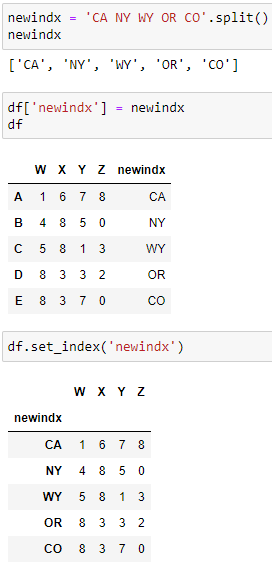 newindx = 'CA NY WY OR CO'.split()
newindx
['CA', 'NY', 'WY', 'OR', 'CO']
df['newindx'] = newindx
df
W X Y Z newindx
A 1 6 7 8 CA
B 4 8 5 0 NY
C 5 8 1 3 WY
D 8 3 3 2 OR
E 8 3 7 0 CO
df.set_index('newindx')
W X Y Z
newindx
CA 1 6 7 8
NY 4 8 5 0
WY 5 8 1 3
OR 8 3 3 2
CO 8 3 7 0